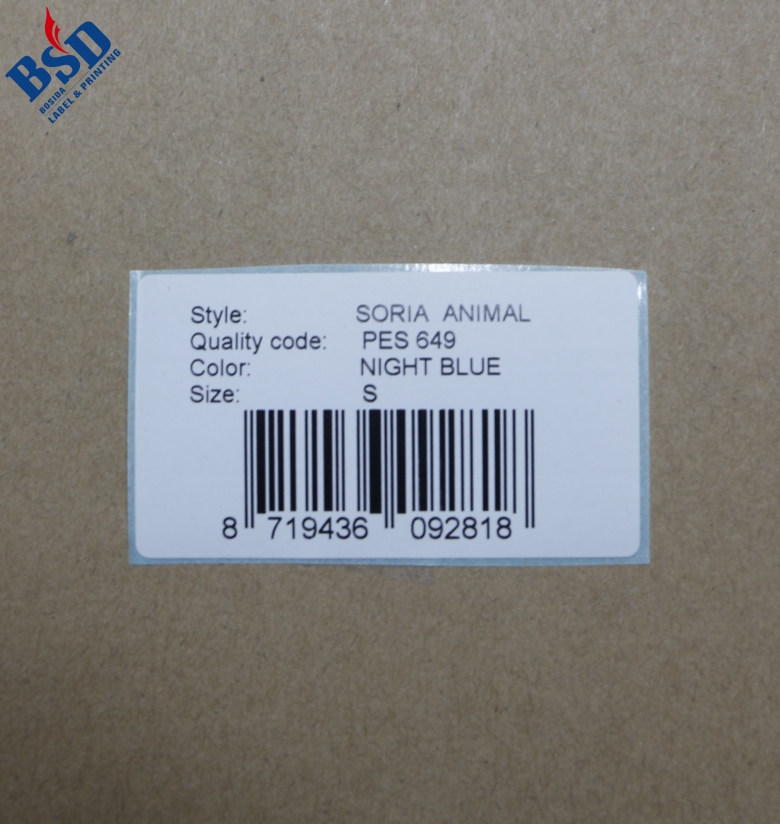 BSD
BOSIDA
LABEL & PRINTING
Style: SORIA ANIMAL
Quality code: PES 649
Color: NIGHT BLUE
Size: S
8 719436 092818